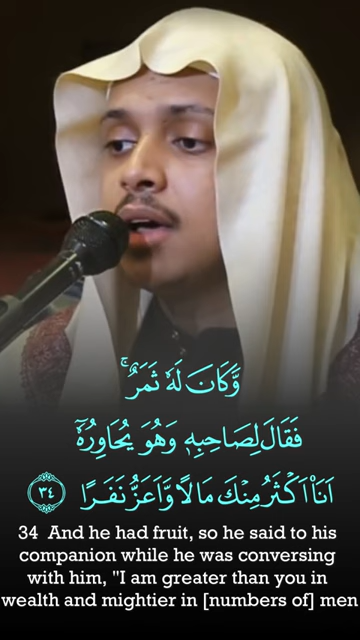 وَّكَانَ لَهٗ ثَمَرٌ ۚ
فَقَالَ لِصَاحِبِهٖ وَهُوَ يُحَاوِرُهٗۤ
اَنَا۠ اَكْثَرُ مِنْكَ مَالًا وَّاَعَزُّ نَفَرًا ﴿٣٤﴾
34 And he had fruit, so he said to his
companion while he was conversing
with him, "I am greater than you in
wealth and mightier in [numbers of] men